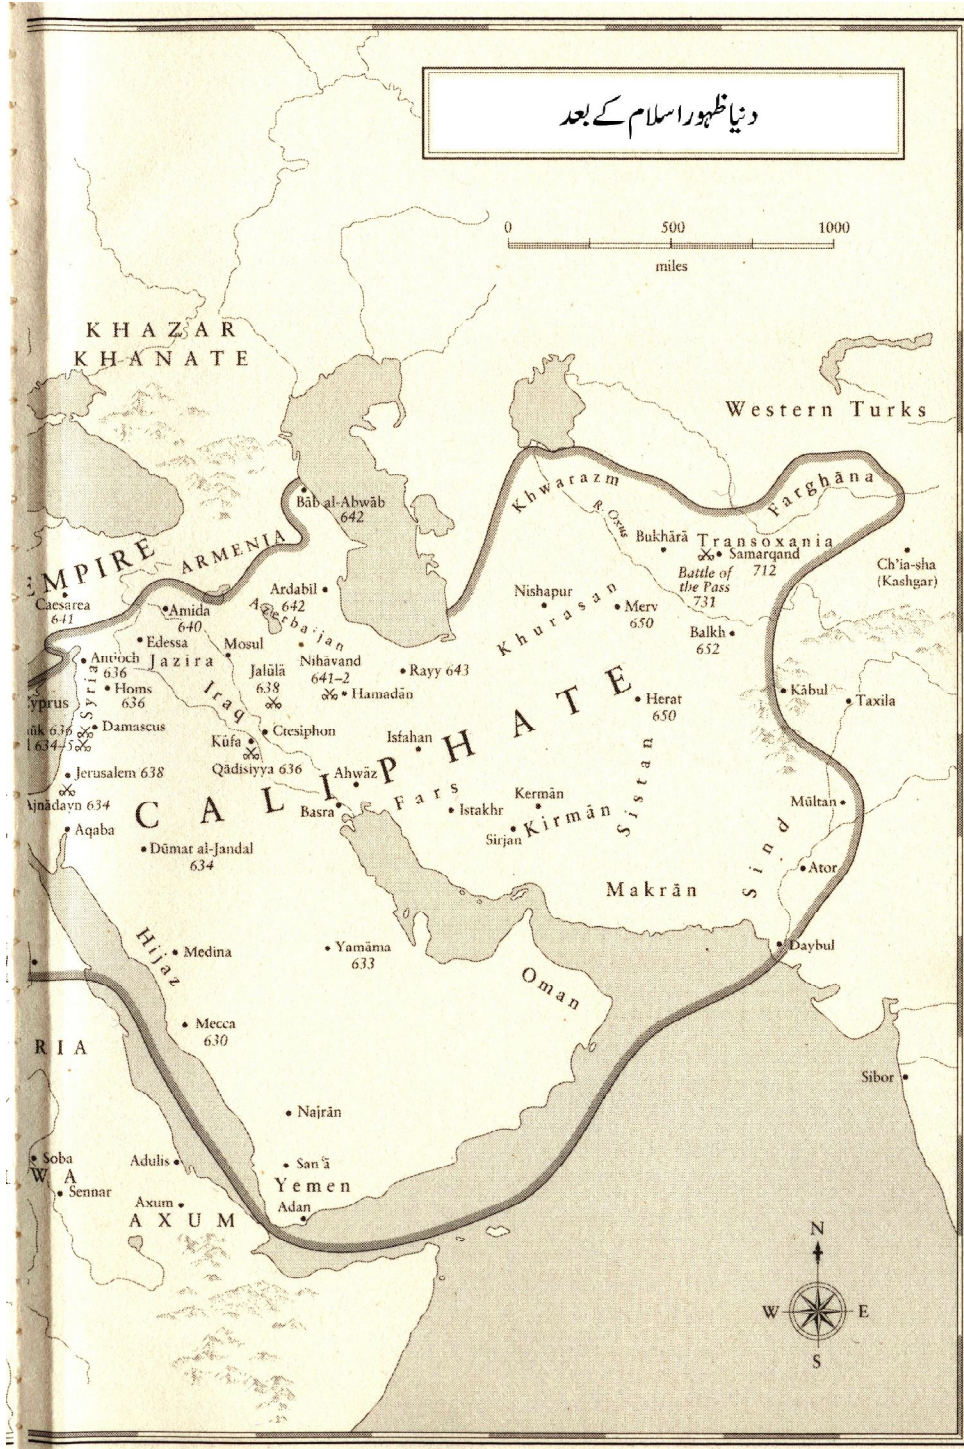 دنیا ظہور اسلام کے بعد
0 500 1000
miles
KHAZAR
KHANATE
Western Turks
Bāb al-Abwāb
642
Khwarazm
Farghāna
R. Oxus
Bukhārā
Transoxania
Samarqand
712
Battle of
the Pass
731
Ch'ia-sha
(Kashgar)
EMPIRE
ARMENIA
Caesarea
641
Amida
640
Ardabīl
642
Azerbaijan
Nishapur
Khurasan
Merv
650
Balkh
652
Edessa
Mosul
Antioch
636
Jazira
Jalūlā
638
Nihāvand
641–2
Rayy 643
Homs
636
Hamadān
Syria
Iraq
Herat
650
Kābul
Taxila
Damascus
Ctesiphon
Kūfa
Isfahan
Qādisiyya 636
Jerusalem 638
Ahwāz
CALIPHATE
Fars
Basra
Istakhr
Kermān
Kirmān
Sirjan
Sistan
Mūltan
Ajnādayn 634
Aqaba
Dūmat al-Jandal
634
Sind
Ator
Makrān
Hijaz
Medina
Yamāma
633
Daybul
Oman
Mecca
630
RIA
Sibor
Najrān
Soba
WA
Sennar
Adulis
San'ā
Yemen
Axum
AXUM
Adan
N
W E
S